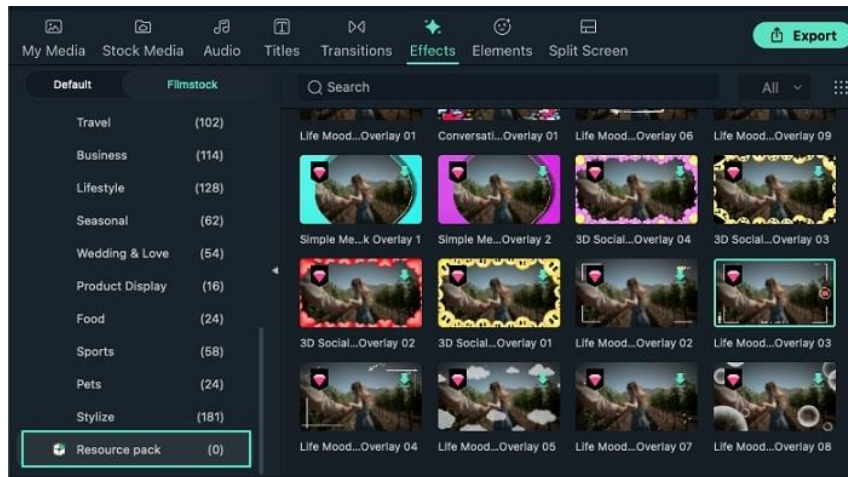 My Media Stock Media Audio Titles Transitions Effects Elements Split Screen
Export
Default Filmstock
Search
All
Travel (102)
Business (114)
Lifestyle (128)
Seasonal (62)
Wedding & Love (54)
Product Display (16)
Food (24)
Sports (58)
Pets (24)
Stylize (181)
Resource pack (0)
Life Mood...Overlay 01 Conversati...Overlay 01 Life Mood...Overlay 06 Life Mood...Overlay 09
Simple Me...k Overlay 1 Simple Me...Overlay 2 3D Social...Overlay 04 3D Social...Overlay 03
3D Social...Overlay 02 3D Social...Overlay 01 Life Mood...Overlay 02 Life Mood...Overlay 03
Life Mood...Overlay 04 Life Mood...Overlay 05 Life Mood...Overlay 07 Life Mood...Overlay 08